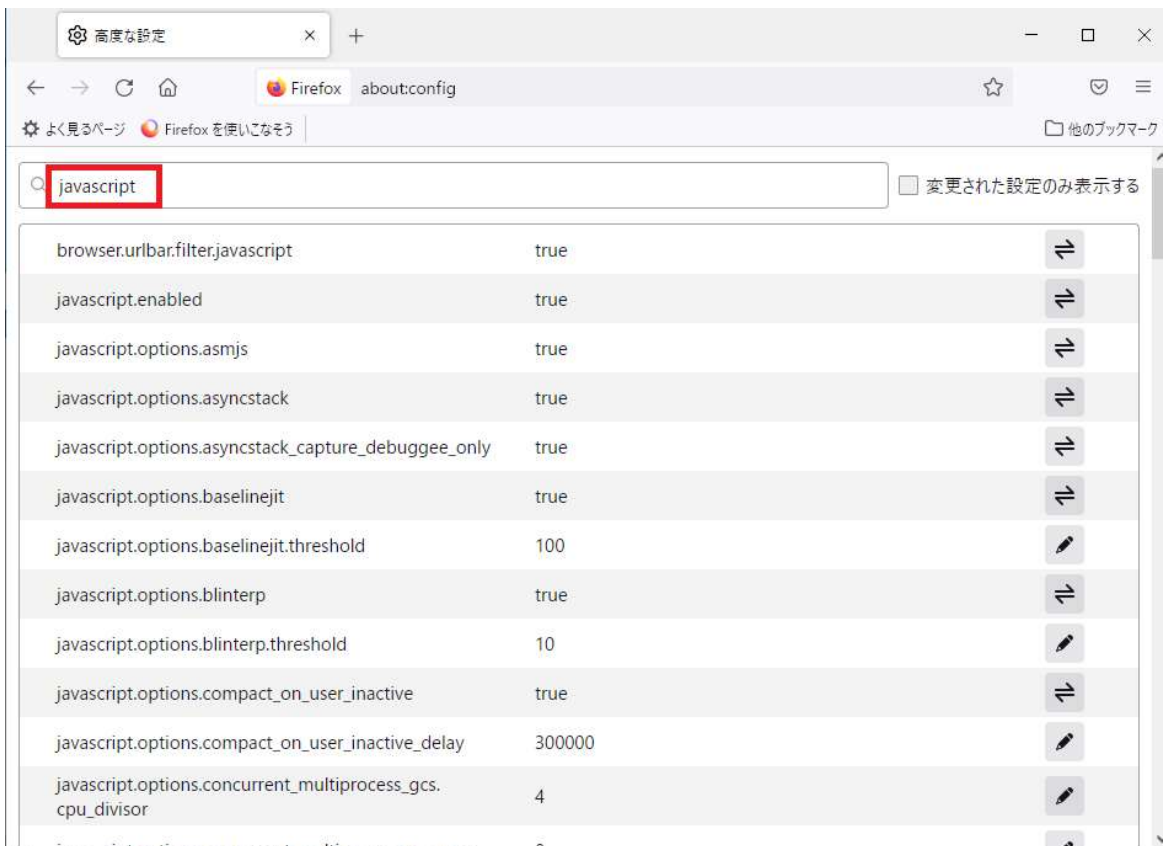 高度な設定
Firefox about:config
よく見るページ Firefox を使いこなそう 他のブックマーク
javascript 変更された設定のみ表示する
browser.urlbar.filter.javascript true
javascript.enabled true
javascript.options.asmjs true
javascript.options.asyncstack true
javascript.options.asyncstack_capture_debuggee_only true
javascript.options.baselinejit true
javascript.options.baselinejit.threshold 100
javascript.options.blinterp true
javascript.options.blinterp.threshold 10
javascript.options.compact_on_user_inactive true
javascript.options.compact_on_user_inactive_delay 300000
javascript.options.concurrent_multiprocess_gcs.
cpu_divisor 4